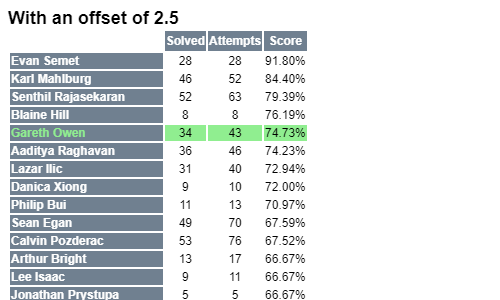 With an offset of 2.5
Solved Attempts Score
Evan Semet 28 28 91.80%
Karl Mahlburg 46 52 84.40%
Senthil Rajasekaran 52 63 79.39%
Blaine Hill 8 8 76.19%
Gareth Owen 34 43 74.73%
Aaditya Raghavan 36 46 74.23%
Lazar Ilic 31 40 72.94%
Danica Xiong 9 10 72.00%
Philip Bui 11 13 70.97%
Sean Egan 49 70 67.59%
Calvin Pozderac 53 76 67.52%
Arthur Bright 13 17 66.67%
Lee Isaac 9 11 66.67%
Jonathan Prystupa 5 5 66.67%